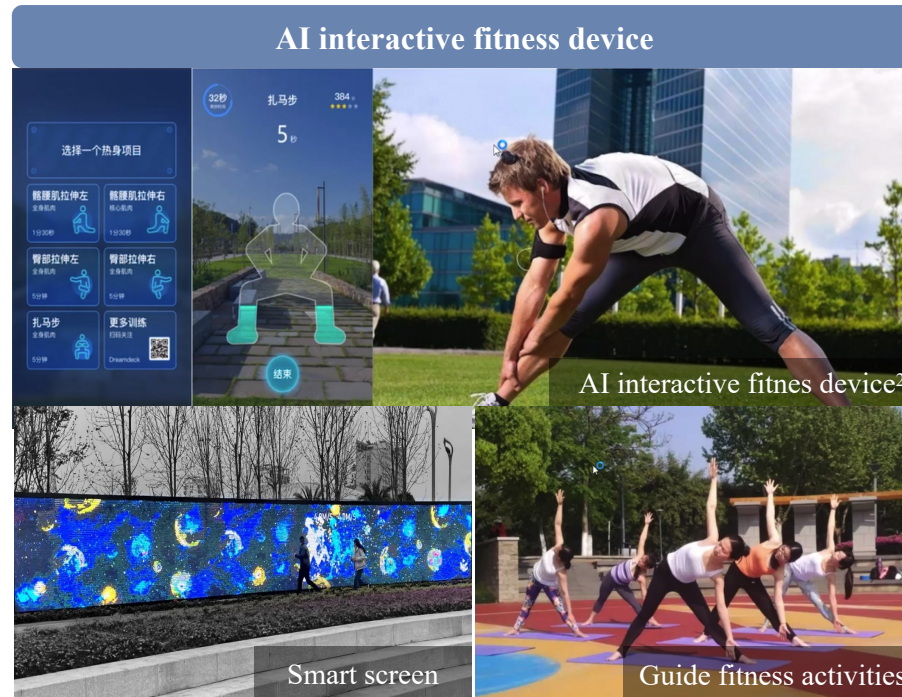 AI interactive fitness device
选择一个热身项目
髂腰肌拉伸左
全身肌肉
1分30秒
髂腰肌拉伸右
核心肌肉
1分30秒
臀部拉伸左
全身肌肉
5分钟
臀部拉伸右
全身肌肉
5分钟
扎马步
全身肌肉
5分钟
更多训练
扫码关注
Dreamdeck
32秒
扎马步
384
5秒
结束
AI interactive fitnes device²
Smart screen
Guide fitness activities